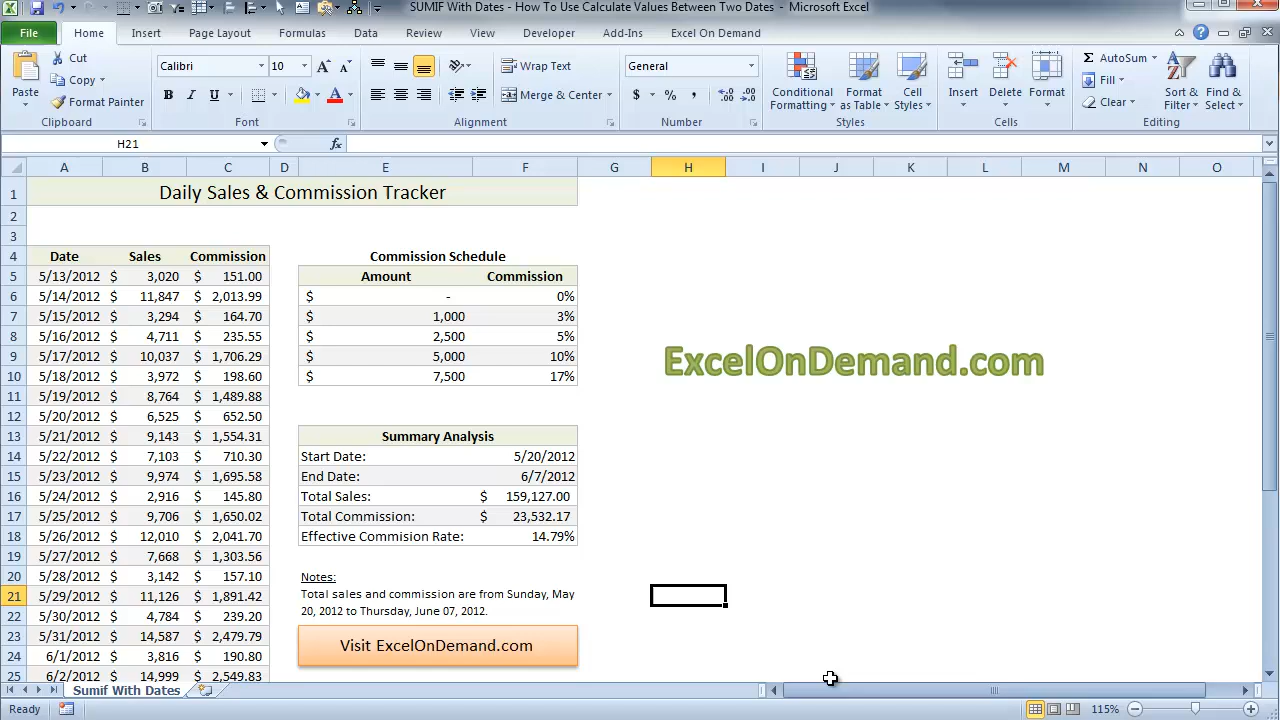 SUMIF With Dates - How To Use Calculate Values Between Two Dates - Microsoft Excel
File Home Insert Page Layout Formulas Data Review View Developer Add-Ins Excel On Demand
Paste Cut Calibri 10 Wrap Text General Conditional Formatting Format as Table Cell Styles Insert Delete Format AutoSum Sort & Filter Find & Select
Copy Fill
Format Painter B I U Merge & Center $ % , Clear
Clipboard Font Alignment Number Styles Cells Editing
H21 fx
A B C D E F G H I J K L M N O
1 Daily Sales & Commission Tracker
2
3
4 Date Sales Commission Commission Schedule
5 5/13/2012 $ 3,020 $ 151.00 Amount Commission
6 5/14/2012 $ 11,847 $ 2,013.99 $ - 0%
7 5/15/2012 $ 3,294 $ 164.70 $ 1,000 3%
8 5/16/2012 $ 4,711 $ 235.55 $ 2,500 5%
9 5/17/2012 $ 10,037 $ 1,706.29 $ 5,000 10%
ExcelOnDemand.com
10 5/18/2012 $ 3,972 $ 198.60 $ 7,500 17%
11 5/19/2012 $ 8,764 $ 1,489.88
12 5/20/2012 $ 6,525 $ 652.50
13 5/21/2012 $ 9,143 $ 1,554.31 Summary Analysis
14 5/22/2012 $ 7,103 $ 710.30 Start Date: 5/20/2012
15 5/23/2012 $ 9,974 $ 1,695.58 End Date: 6/7/2012
16 5/24/2012 $ 2,916 $ 145.80 Total Sales: $ 159,127.00
17 5/25/2012 $ 9,706 $ 1,650.02 Total Commission: $ 23,532.17
18 5/26/2012 $ 12,010 $ 2,041.70 Effective Commision Rate: 14.79%
19 5/27/2012 $ 7,668 $ 1,303.56
20 5/28/2012 $ 3,142 $ 157.10 Notes:
21 5/29/2012 $ 11,126 $ 1,891.42 Total sales and commission are from Sunday, May
22 5/30/2012 $ 4,784 $ 239.20 20, 2012 to Thursday, June 07, 2012.
23 5/31/2012 $ 14,587 $ 2,479.79 Visit ExcelOnDemand.com
24 6/1/2012 $ 3,816 $ 190.80
25 6/2/2012 $ 14,999 $ 2,549.83
Sumif With Dates
Ready 115%